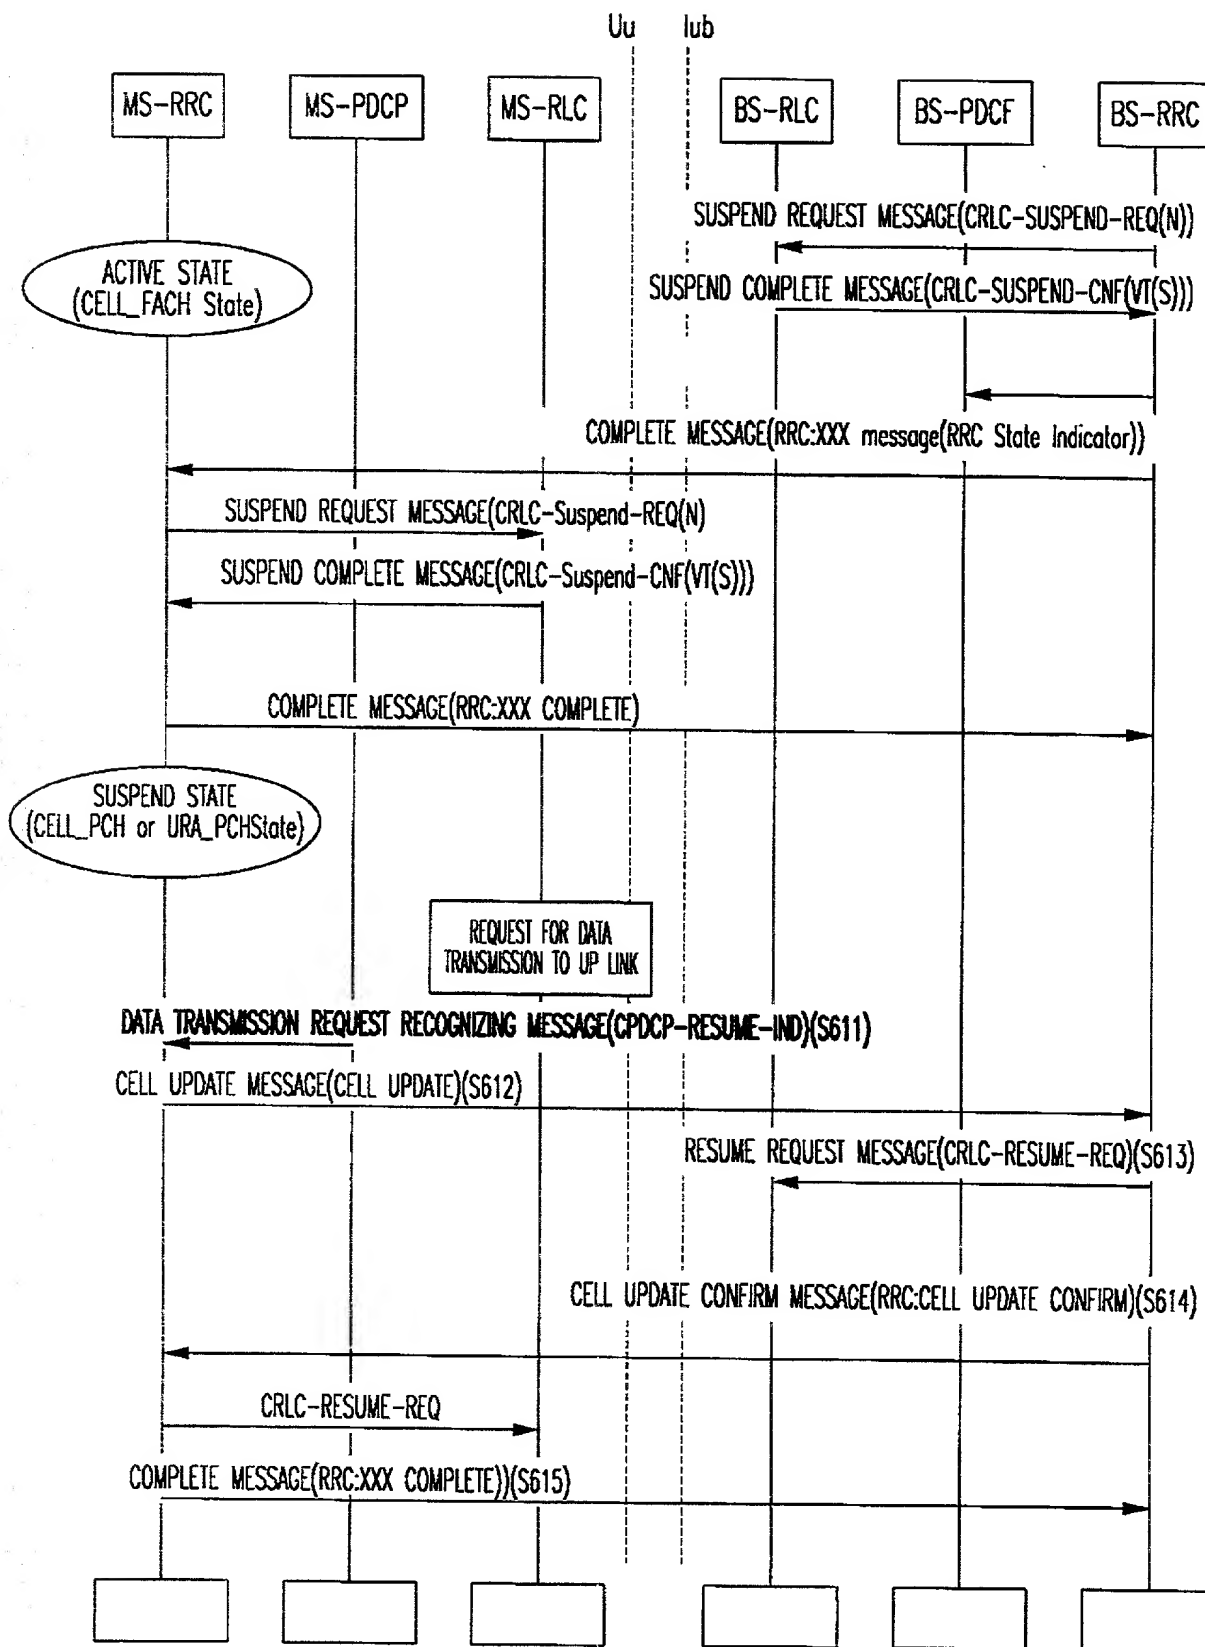 Uu Iub
MS-RRC MS-PDCP MS-RLC BS-RLC BS-PDCF BS-RRC
SUSPEND REQUEST MESSAGE(CRLC-SUSPEND-REQ(N))
ACTIVE STATE
(CELL_FACH State)
SUSPEND COMPLETE MESSAGE(CRLC-SUSPEND-CNF(VT(S)))
COMPLETE MESSAGE(RRC:XXX message(RRC State Indicator))
SUSPEND REQUEST MESSAGE(CRLC-Suspend-REQ(N)
SUSPEND COMPLETE MESSAGE(CRLC-Suspend-CNF(VT(S)))
COMPLETE MESSAGE(RRC:XXX COMPLETE)
SUSPEND STATE
(CELL_PCH or URA_PCHState)
REQUEST FOR DATA
TRANSMISSION TO UP LINK
DATA TRANSMISSION REQUEST RECOGNIZING MESSAGE(CPDCP-RESUME-IND)(S611)
CELL UPDATE MESSAGE(CELL UPDATE)(S612)
RESUME REQUEST MESSAGE(CRLC-RESUME-REQ)(S613)
CELL UPDATE CONFIRM MESSAGE(RRC:CELL UPDATE CONFIRM)(S614)
CRLC-RESUME-REQ
COMPLETE MESSAGE(RRC:XXX COMPLETE))(S615)